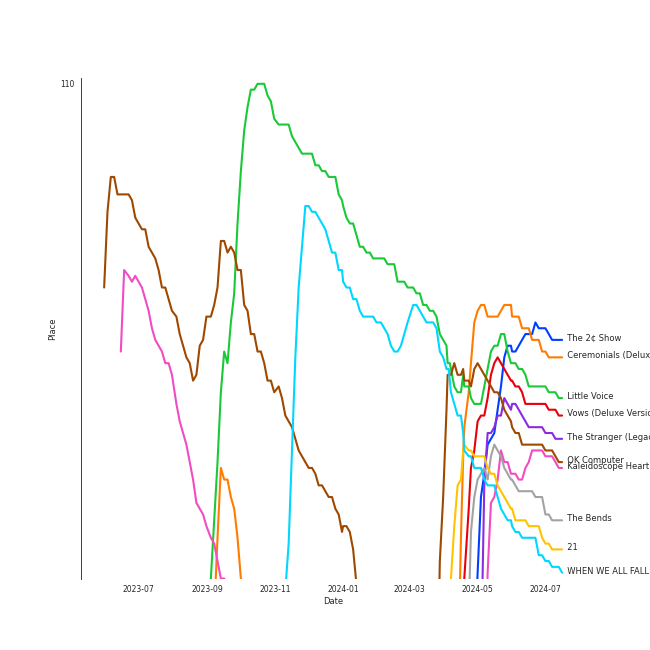 110
Place
The 2¢ Show
Ceremonials (Delux
Little Voice
Vows (Deluxe Versio
The Stranger (Legac
OK Computer
Kaleidoscope Heart
The Bends
21
WHEN WE ALL FALL
2023-07 2023-09 2023-11 2024-01 2024-03 2024-05 2024-07
Date